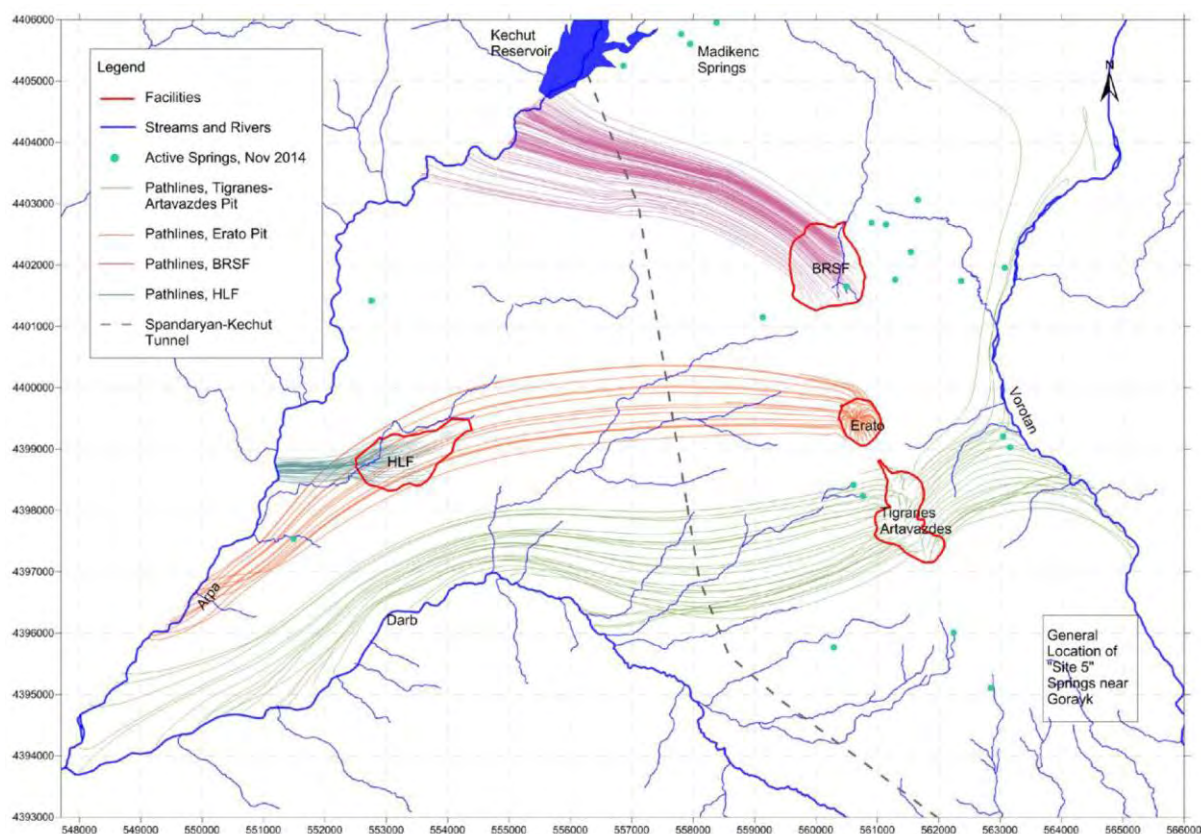 4406000
4405000
4404000
4403000
4402000
4401000
4400000
4399000
4398000
4397000
4396000
4395000
4394000
4393000
Legend
Facilities
Streams and Rivers
Active Springs, Nov 2014
Pathlines, Tigranes-
Artavazdes Pit
Pathlines, Erato Pit
Pathlines, BRSF
Pathlines, HLF
Spandaryan-Kechut
Tunnel
Kechut
Reservoir
Madikenc
Springs
N
BRSF
Erato
HLF
Tigranes
Artavazdes
Vorotan
Arpa
Darb
General
Location of
"Site 5"
Springs near
Gorayk
548000 549000 550000 551000 552000 553000 554000 555000 556000 557000 558000 559000 560000 561000 562000 563000 564000 565000